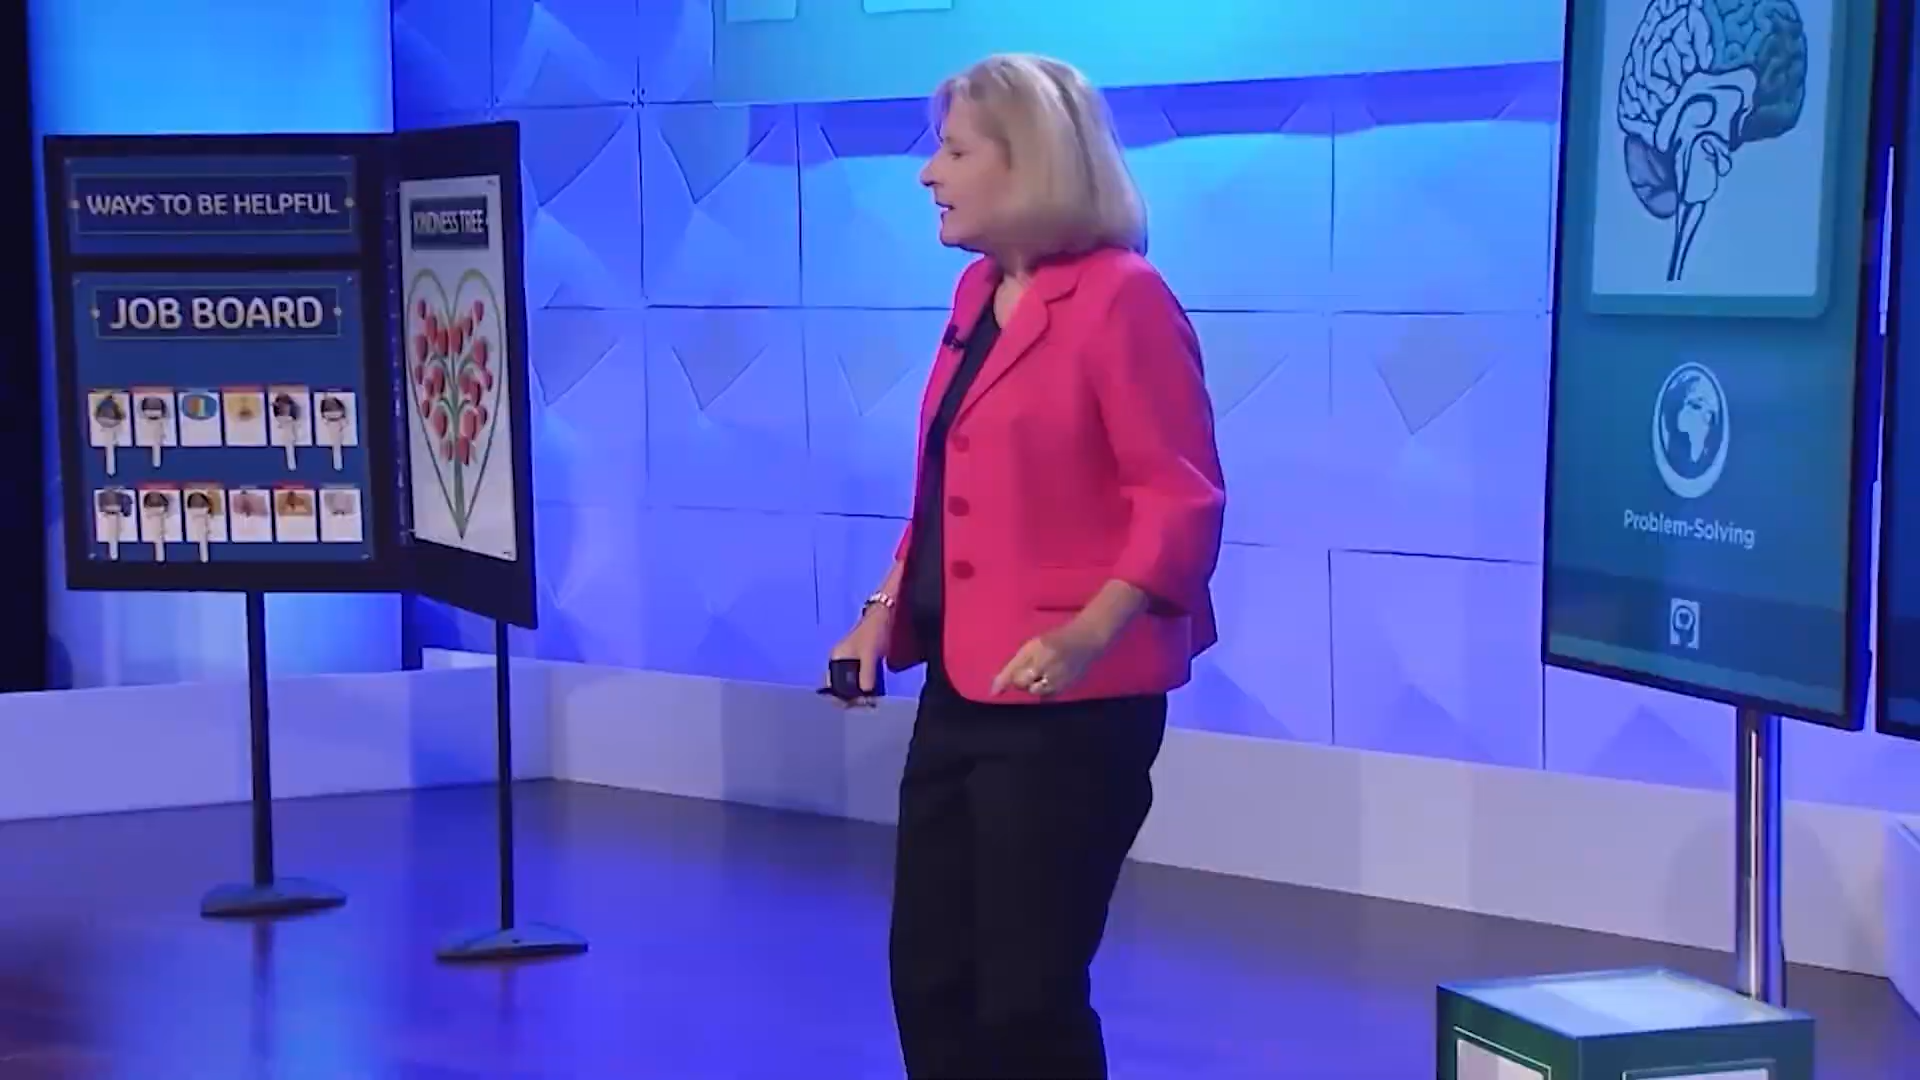 WAYS TO BE HELPFUL
JOB BOARD
KINDNESS TREE
Problem-Solving